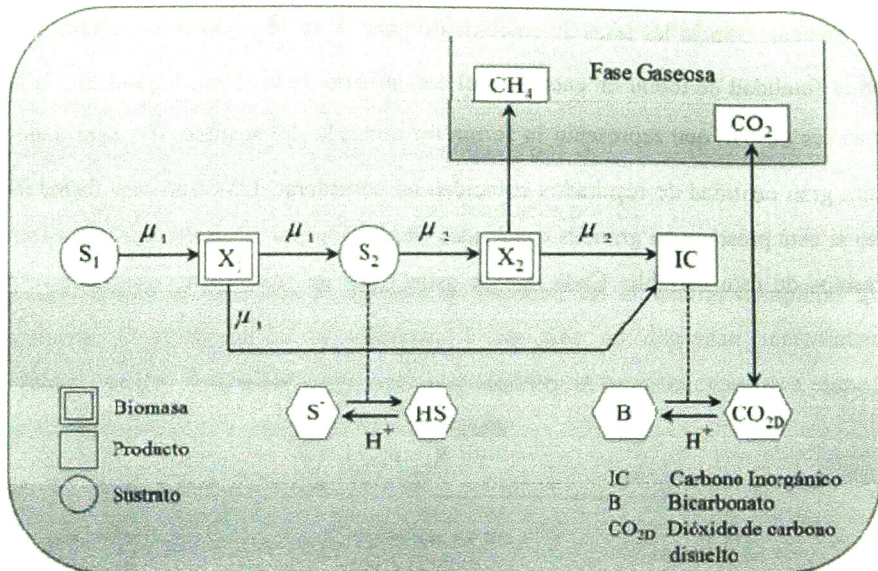 Fase Gaseosa
CH₄
CO₂
μ₁
μ₁
μ₂
μ₂
S₁
X
S₂
X₂
IC
μ₁
S⁻
HS
H⁺
B
CO₂D
H⁺
Biomasa
Producto
Sustrato
IC Carbono Inorgánico
B Bicarbonato
CO₂D Dióxido de carbono
disuelto